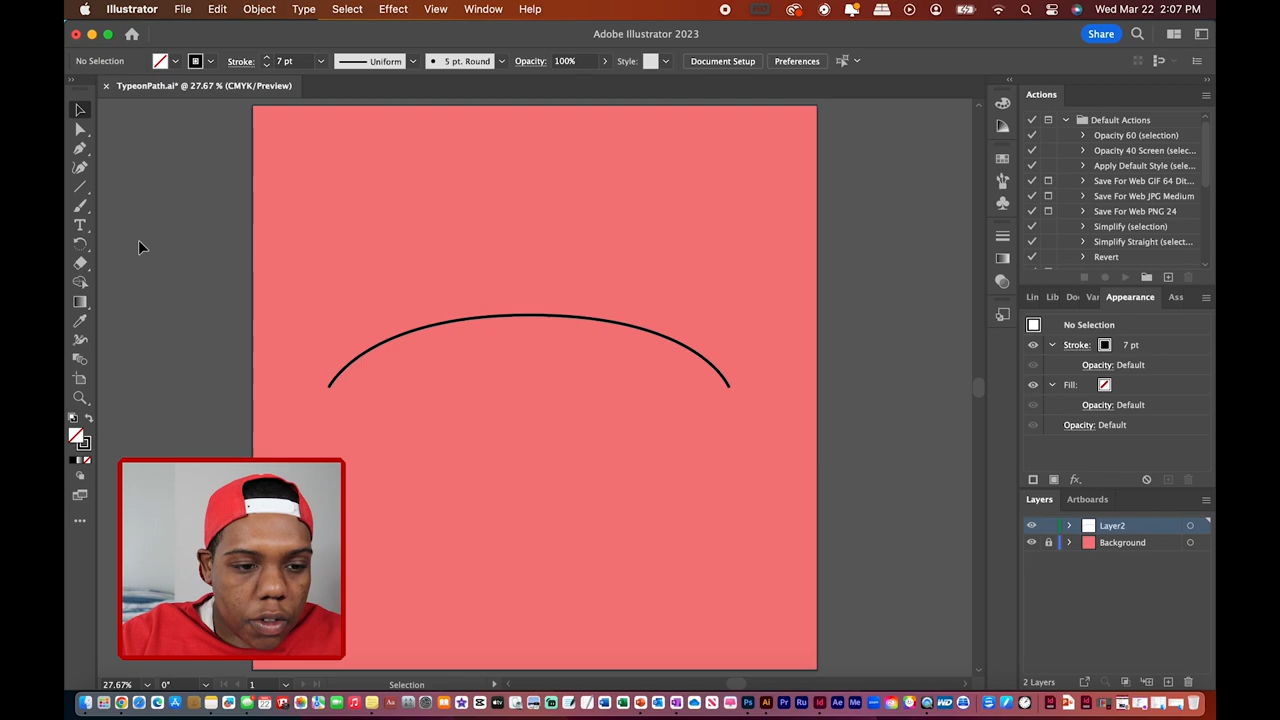 Illustrator File Edit Object Type Select Effect View Window Help Wed Mar 22 2:07 PM
Adobe Illustrator 2023 Share
No Selection Stroke: 7 pt Uniform 5 pt. Round Opacity: 100% Style: Document Setup Preferences
TypeonPath.ai* @ 27.67 % (CMYK/Preview)
Actions
Default Actions
Opacity 60 (selection)
Opacity 40 Screen (selec...
Apply Default Style (sele...
Save For Web GIF 64 Dit...
Save For Web JPG Medium
Save For Web PNG 24
Simplify (selection)
Simplify Straight (select...
Revert
Lin Lib Doc Var Appearance Ass
No Selection
Stroke: 7 pt
Opacity: Default
Fill:
Opacity: Default
Opacity: Default
fx
Layers Artboards
Layer2
Background
27.67% 0° 1 Selection 2 Layers